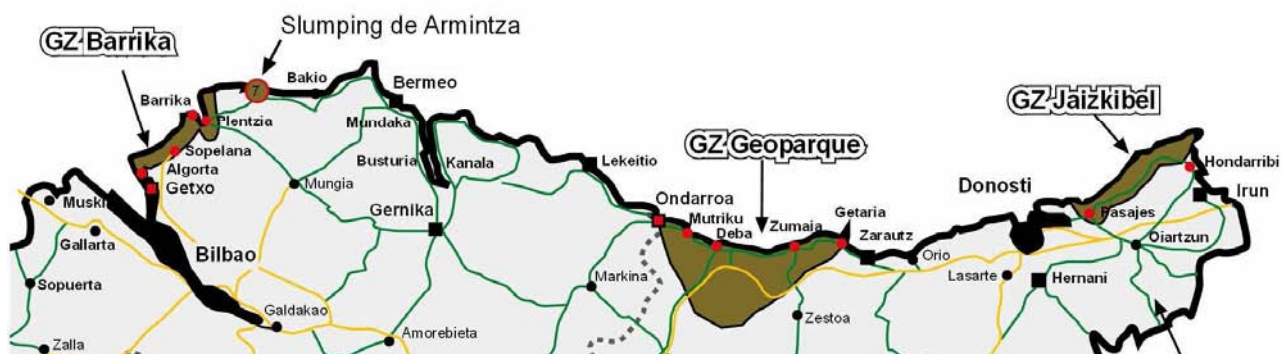 Slumping de Armintza
GZ Barrika
GZ Jaizkibel
GZ Geoparque
7
Bakio
Bermeo
Barrika
Plentzia
Mundaka
Sopelana
Busturia
Kanala
Lekeitio
Algorta
Getxo
Mungia
Gernika
Muski
Gallarta
Bilbao
Sopuerta
Galdakao
Zalla
Amorebieta
Markina
Ondarroa
Mutriku
Deba
Zumaia
Getaria
Zarautz
Orio
Zestoa
Donosti
Lasarte
Hernani
Pasajes
Oiartzun
Hondarribi
Irun